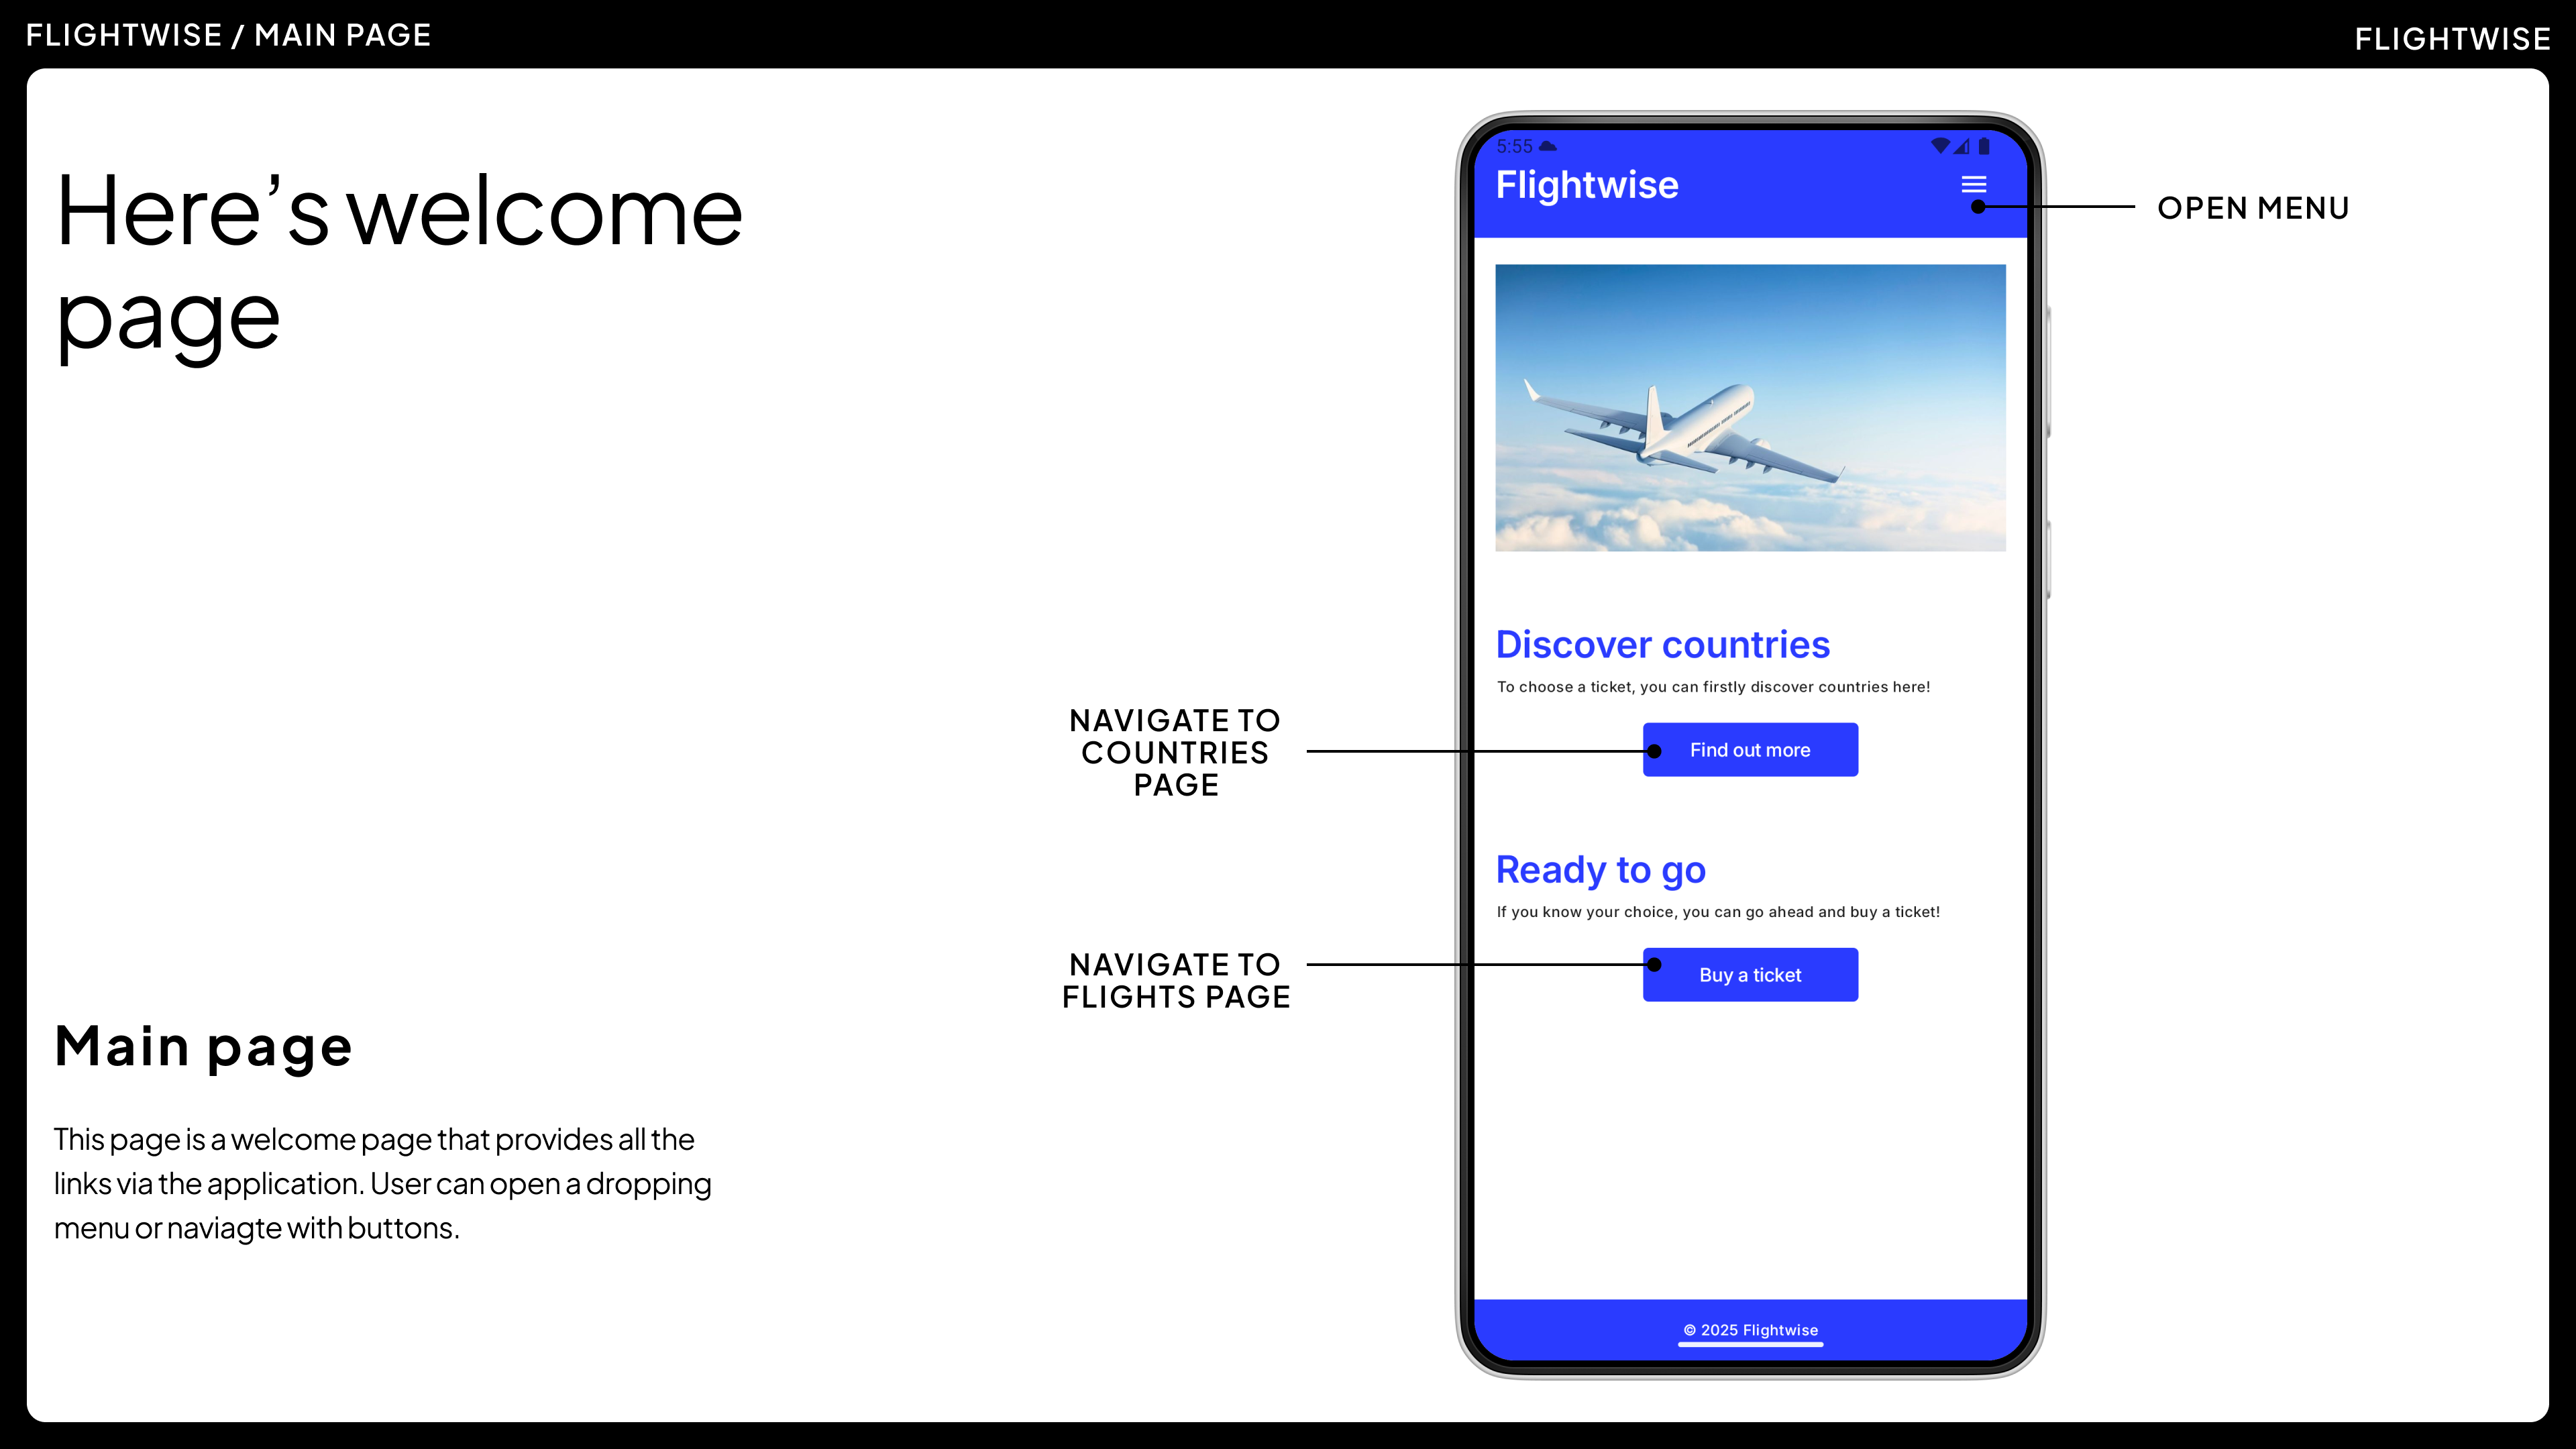 FLIGHTWISE / MAIN PAGE
FLIGHTWISE
Here’s welcome
page
Main page
This page is a welcome page that provides all the
links via the application. User can open a dropping
menu or naviagte with buttons.
NAVIGATE TO
COUNTRIES
PAGE
NAVIGATE TO
FLIGHTS PAGE
5:55
Flightwise
OPEN MENU
Discover countries
To choose a ticket, you can firstly discover countries here!
Find out more
Ready to go
If you know your choice, you can go ahead and buy a ticket!
Buy a ticket
© 2025 Flightwise